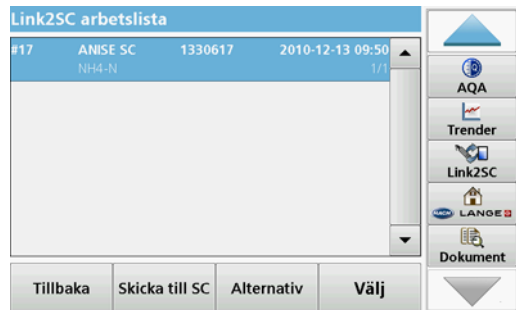 Link2SC arbetslista
#17 ANISE SC 1330617 2010-12-13 09:50
NH4-N 1/1
AQA
Trender
Link2SC
HACH LANGE
Dokument
Tillbaka Skicka till SC Alternativ Välj